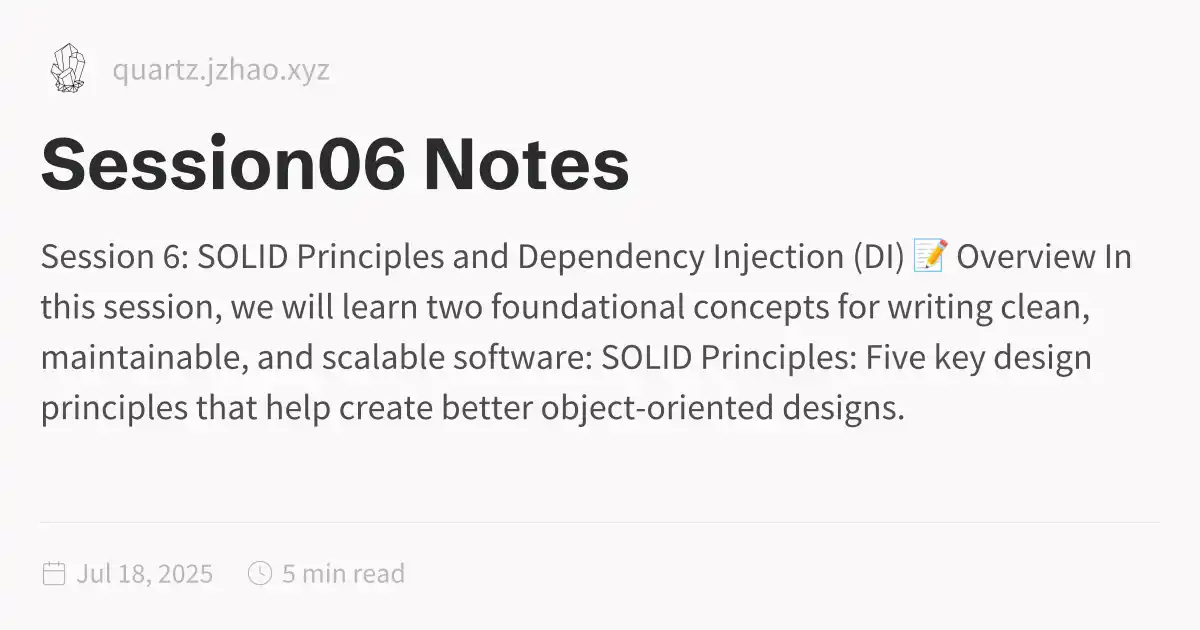 quartz.jzhao.xyz
Session06 Notes
Session 6: SOLID Principles and Dependency Injection (DI) 📝 Overview In
this session, we will learn two foundational concepts for writing clean,
maintainable, and scalable software: SOLID Principles: Five key design
principles that help create better object-oriented designs.
Jul 18, 2025 5 min read